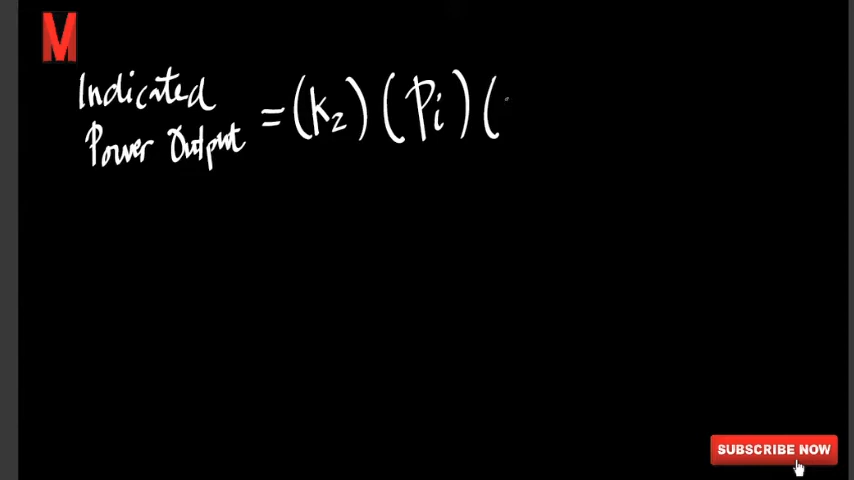 M
Indicated
Power Output = (k₂) (Pi) (
SUBSCRIBE NOW